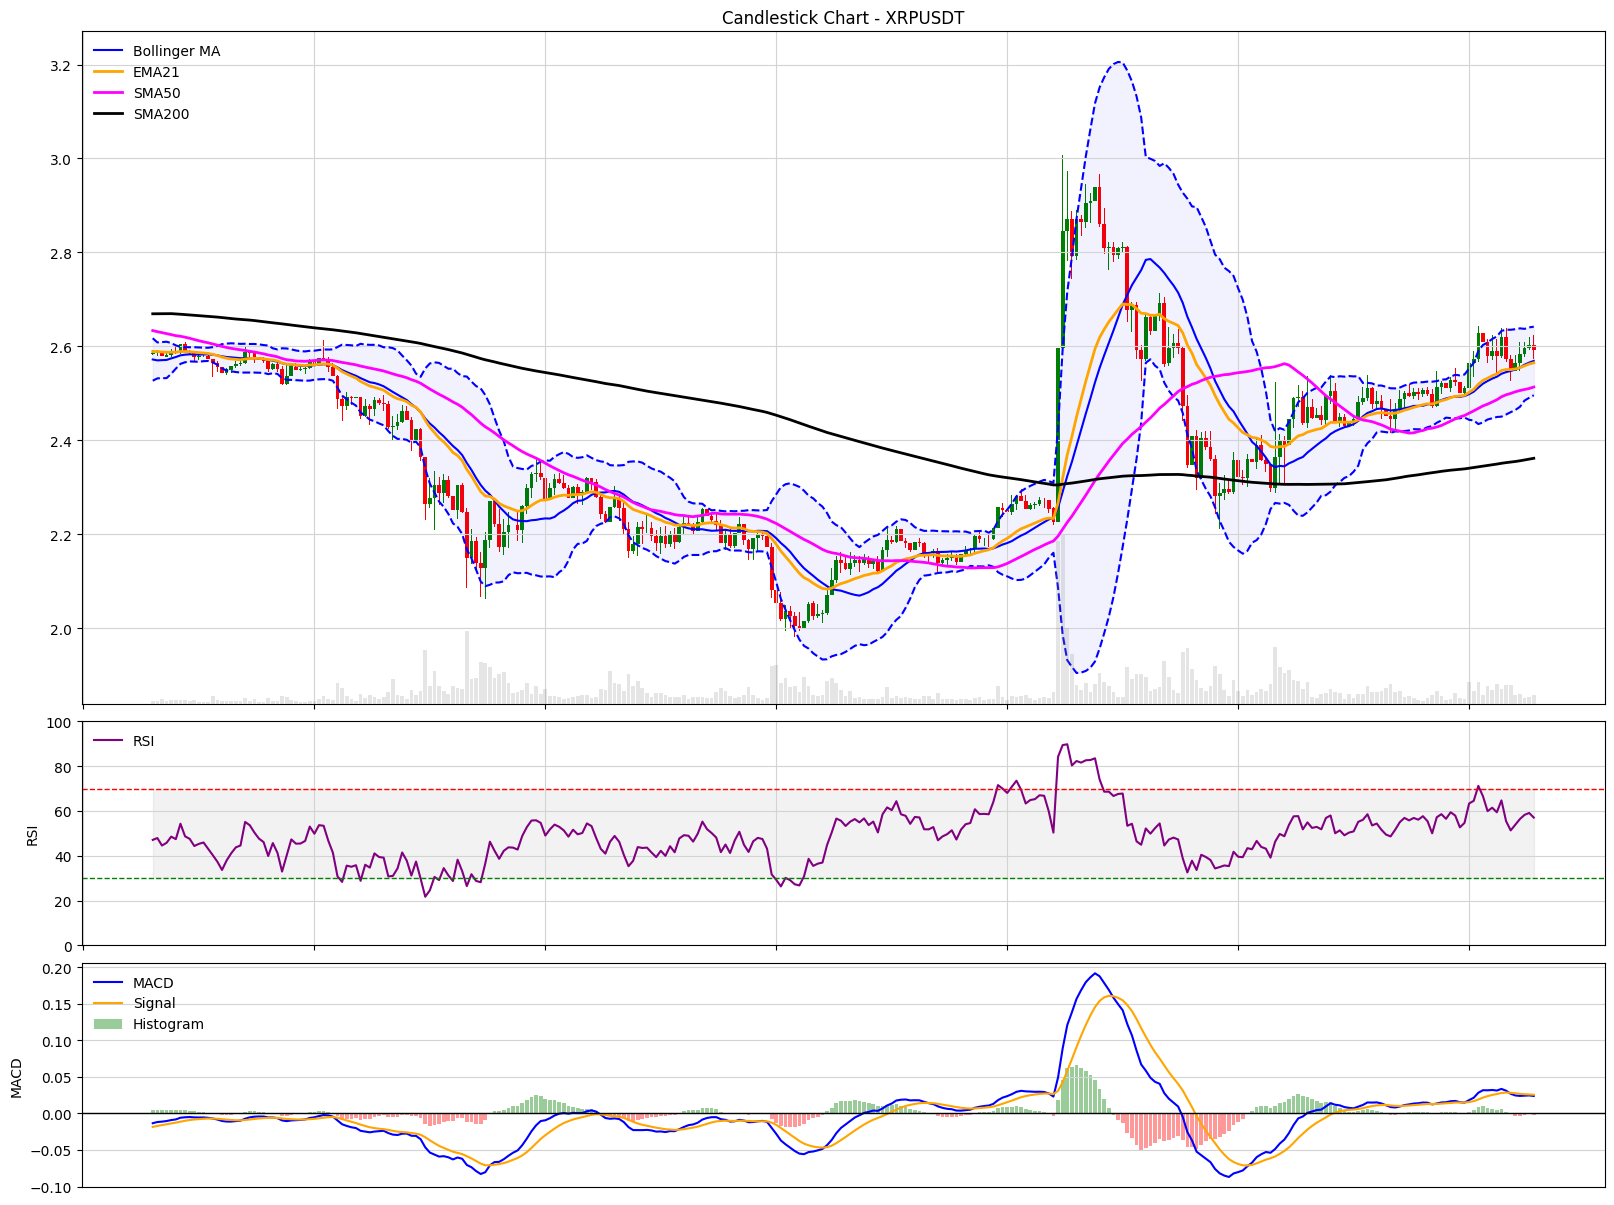 Candlestick Chart - XRPUSDT
Bollinger MA
EMA21
SMA50
SMA200
3.2
3.0
2.8
2.6
2.4
2.2
2.0
RSI
RSI
100
80
60
40
20
0
MACD
Signal
Histogram
MACD
0.20
0.15
0.10
0.05
0.00
−0.05
−0.10